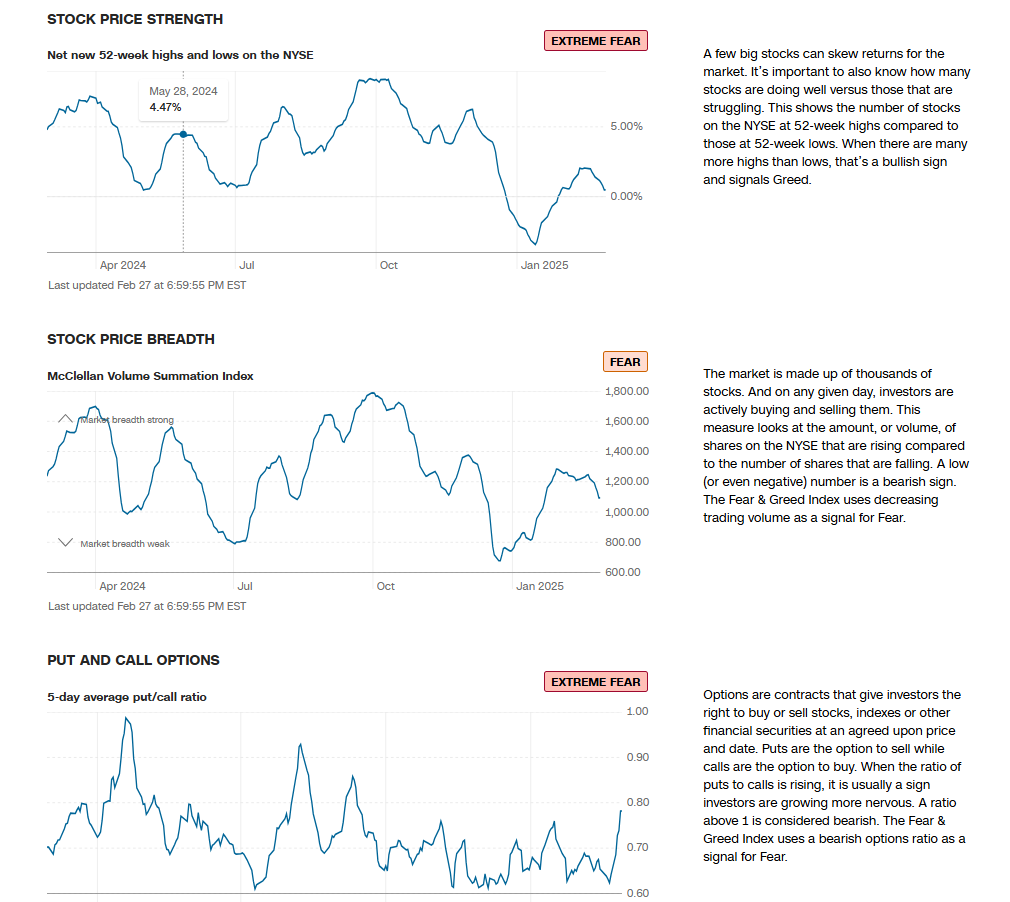 STOCK PRICE STRENGTH
EXTREME FEAR
Net new 52-week highs and lows on the NYSE
May 28, 2024
4.47%
5.00%
0.00%
Apr 2024
Jul
Oct
Jan 2025
Last updated Feb 27 at 6:59:55 PM EST
A few big stocks can skew returns for the
market. It's important to also know how many
stocks are doing well versus those that are
struggling. This shows the number of stocks
on the NYSE at 52-week highs compared to
those at 52-week lows. When there are many
more highs than lows, that's a bullish sign
and signals Greed.
STOCK PRICE BREADTH
FEAR
McClellan Volume Summation Index
1,800.00
Market breadth strong
1,600.00
1,400.00
1,200.00
1,000.00
Market breadth weak
800.00
600.00
Apr 2024
Jul
Oct
Jan 2025
Last updated Feb 27 at 6:59:55 PM EST
The market is made up of thousands of
stocks. And on any given day, investors are
actively buying and selling them. This
measure looks at the amount, or volume, of
shares on the NYSE that are rising compared
to the number of shares that are falling. A low
(or even negative) number is a bearish sign.
The Fear & Greed Index uses decreasing
trading volume as a signal for Fear.
PUT AND CALL OPTIONS
EXTREME FEAR
5-day average put/call ratio
1.00
0.90
0.80
0.70
0.60
Options are contracts that give investors the
right to buy or sell stocks, indexes or other
financial securities at an agreed upon price
and date. Puts are the option to sell while
calls are the option to buy. When the ratio of
puts to calls is rising, it is usually a sign
investors are growing more nervous. A ratio
above 1 is considered bearish. The Fear &
Greed Index uses a bearish options ratio as a
signal for Fear.